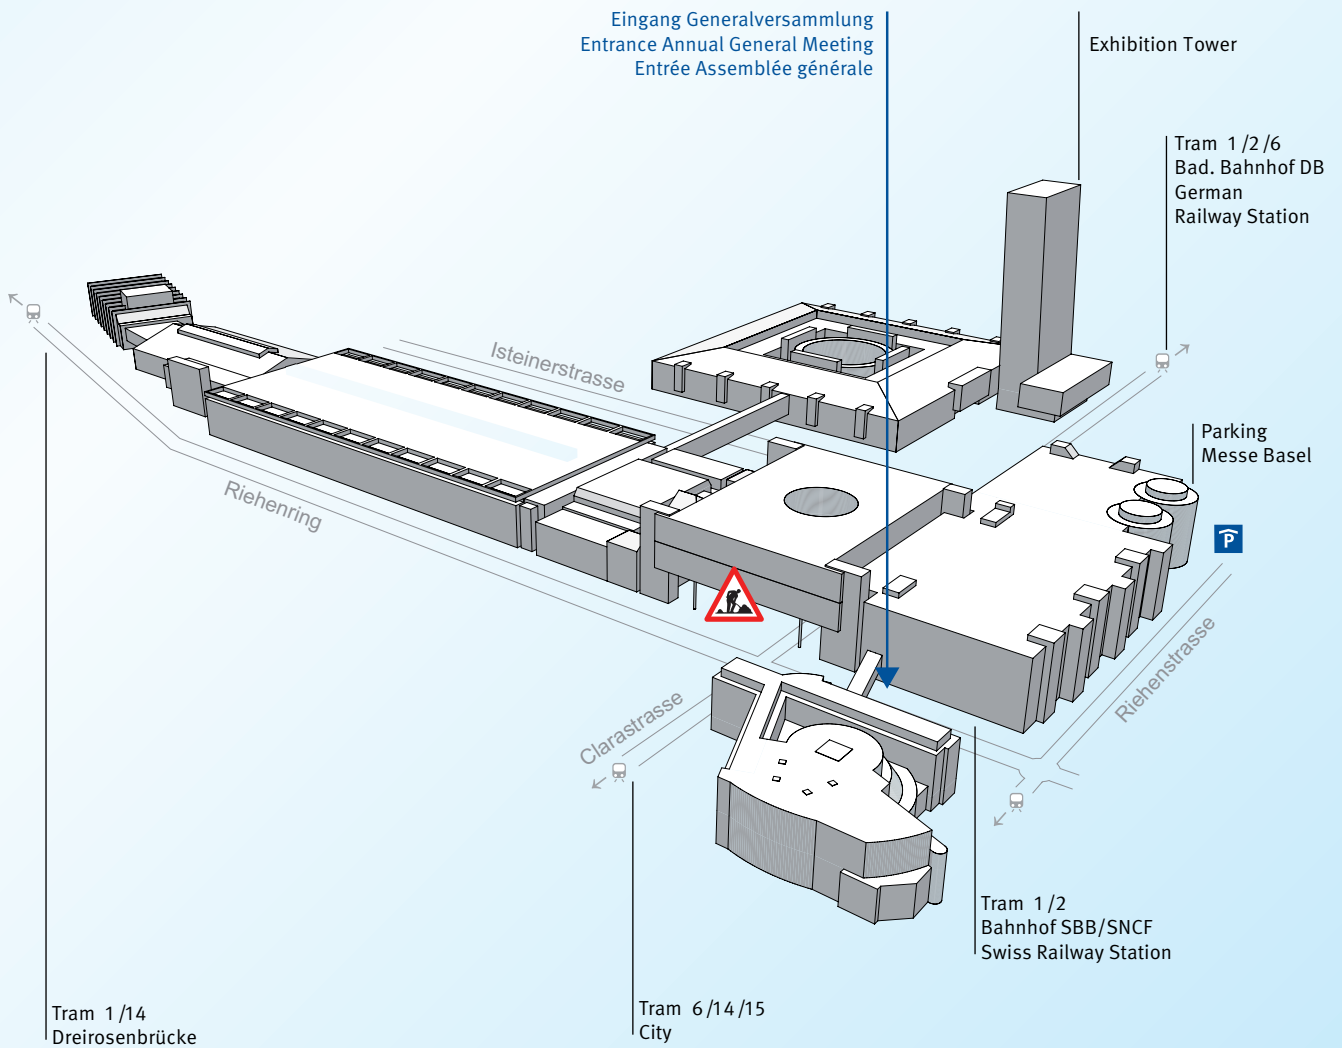 Eingang Generalversammlung
Entrance Annual General Meeting
Entrée Assemblée générale
Exhibition Tower
Tram 1/2/6
Bad. Bahnhof DB
German
Railway Station
Isteinerstrasse
Parking
Messe Basel
Riehenring
P
Riehenstrasse
Clarastrasse
Tram 1/2
Bahnhof SBB/SNCF
Swiss Railway Station
Tram 6/14/15
City
Tram 1/14
Dreirosenbrücke